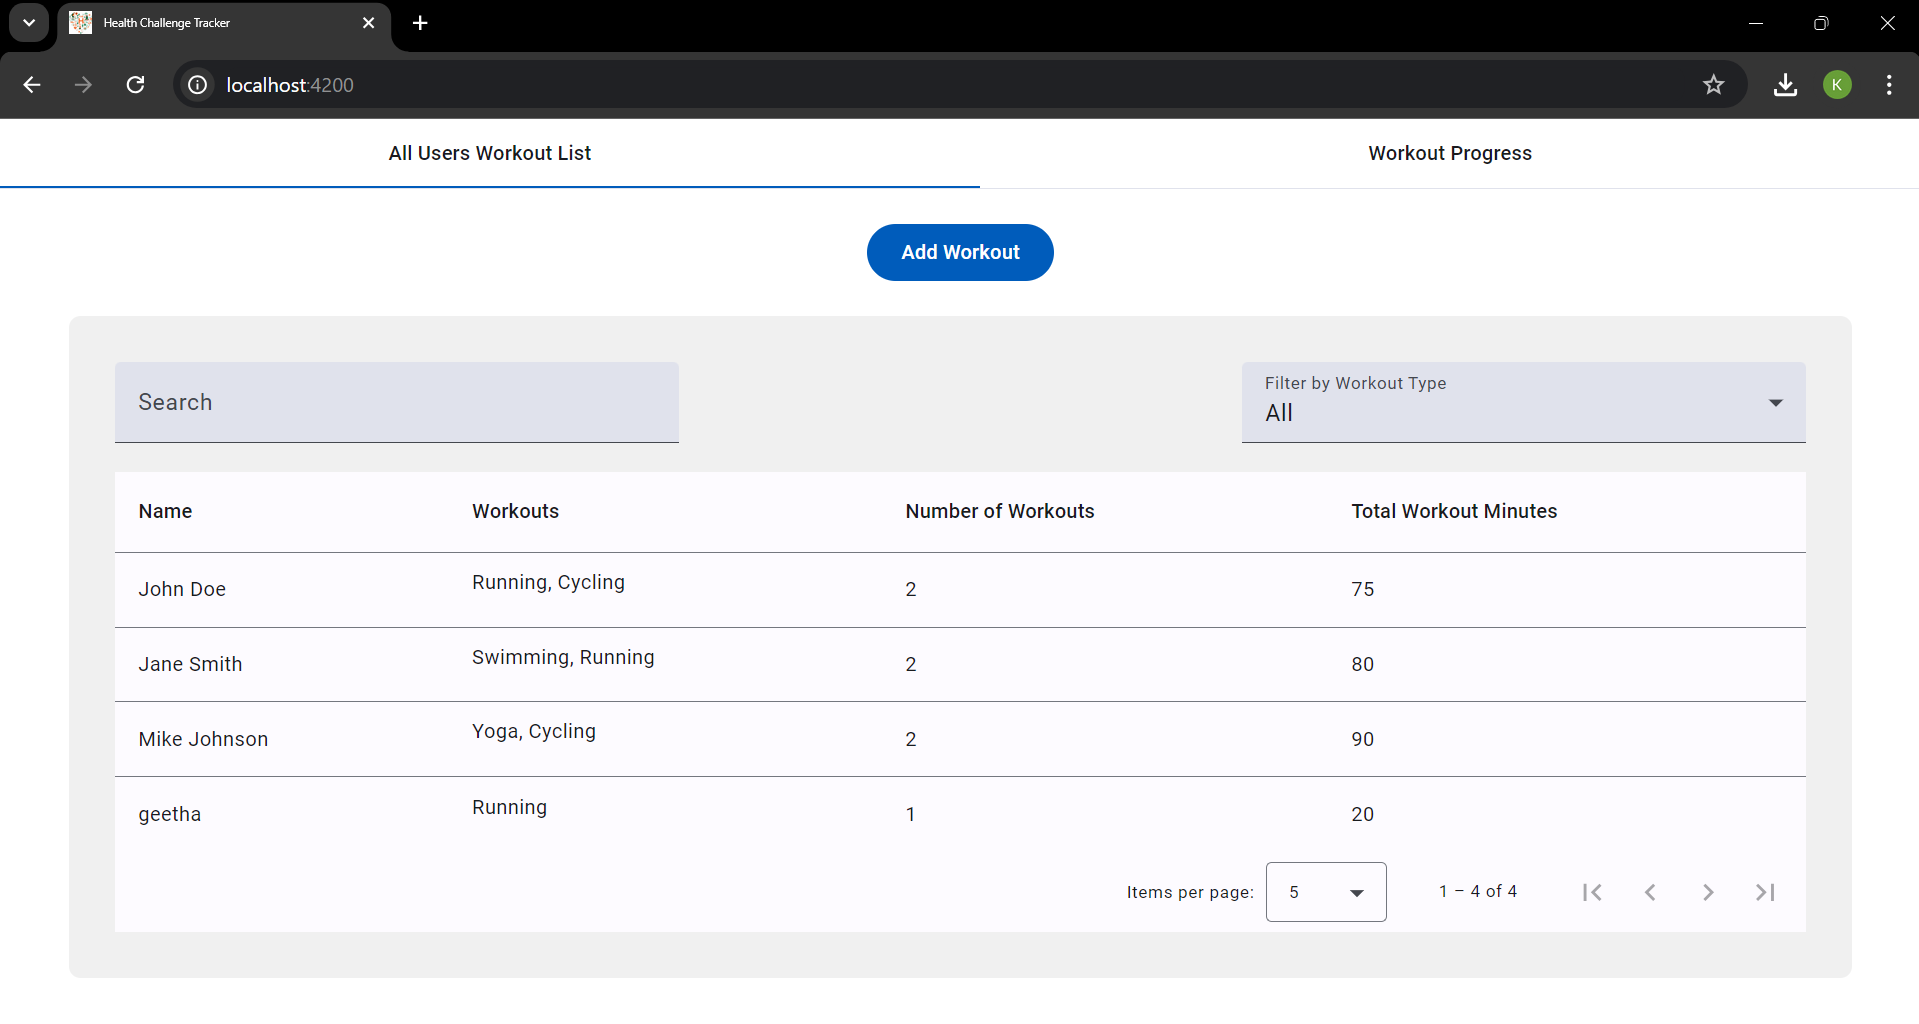 Health Challenge Tracker
localhost:4200
K
All Users Workout List Workout Progress
Add Workout
Search
Filter by Workout Type
All
Name Workouts Number of Workouts Total Workout Minutes
John Doe Running, Cycling 2 75
Jane Smith Swimming, Running 2 80
Mike Johnson Yoga, Cycling 2 90
geetha Running 1 20
Items per page: 5 1 – 4 of 4